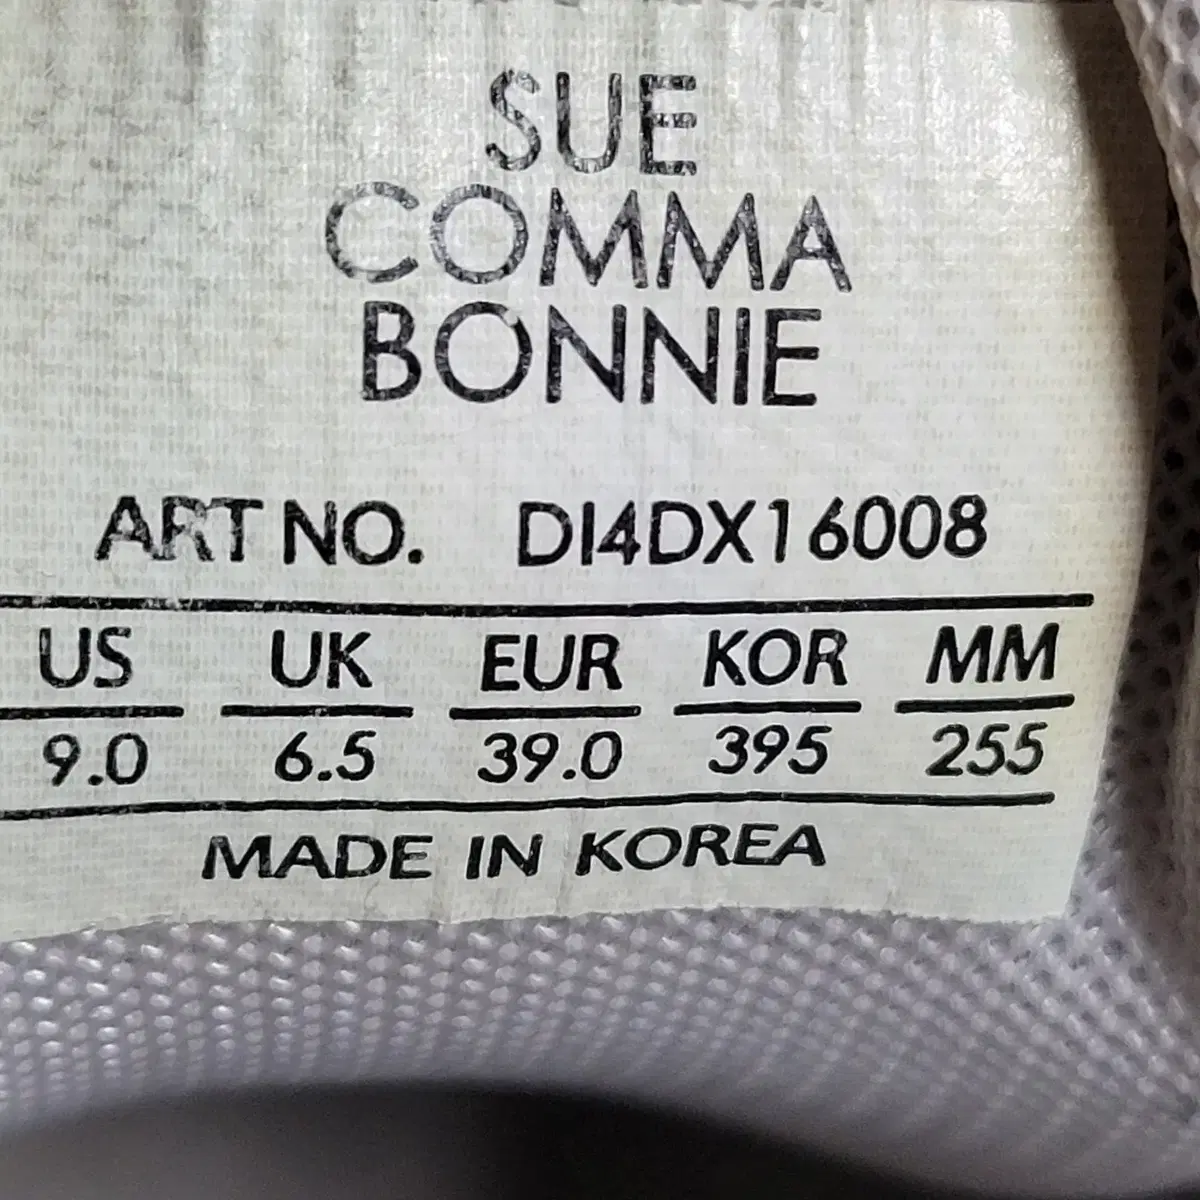 SUE
COMMA
BONNIE
ART NO. DI4DX16008
US UK EUR KOR MM
9.0 6.5 39.0 395 255
MADE IN KOREA